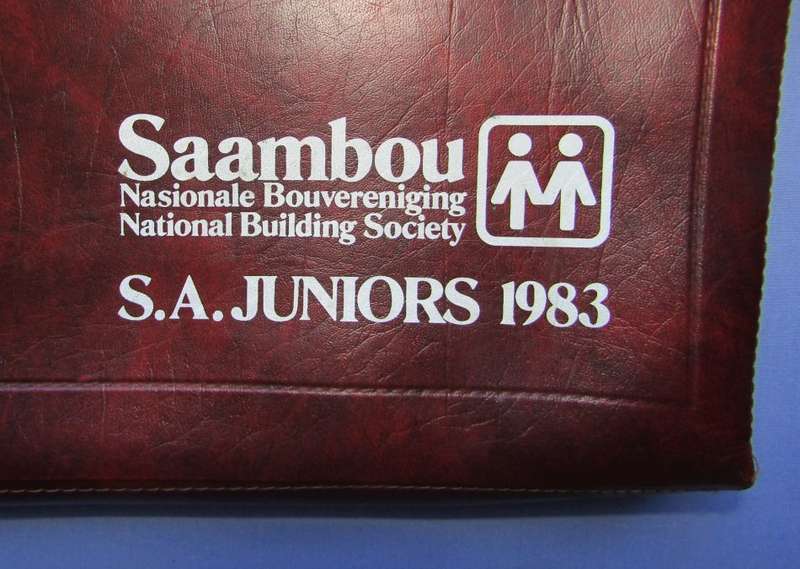 Saambou
Nasionale Bouvereniging
National Building Society
S.A. JUNIORS 1983